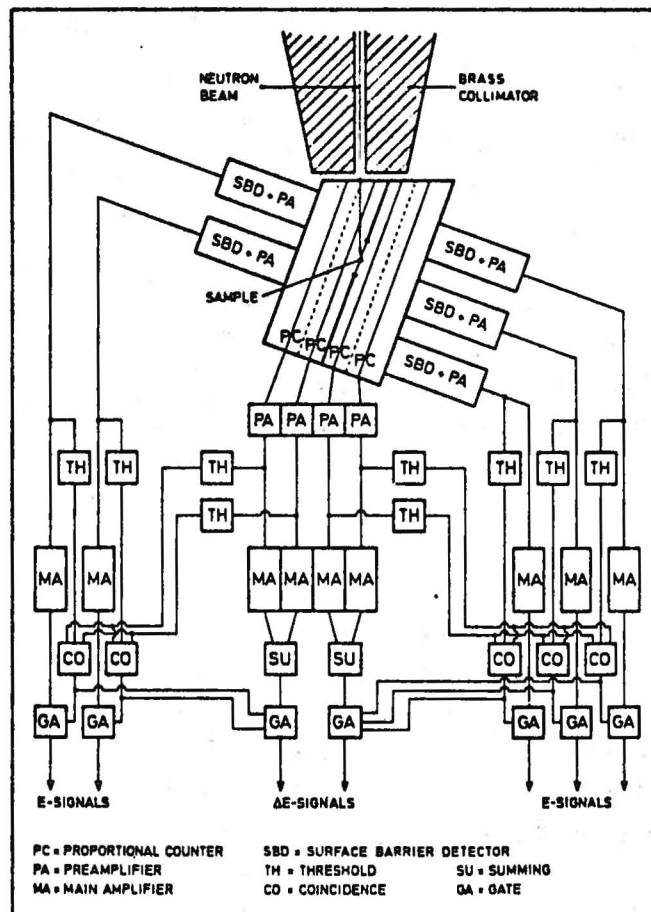 NEUTRON
BEAM
BRASS
COLLIMATOR
SBD + PA
SBD + PA
SBD + PA
SBD + PA
SBD + PA
SAMPLE
PC PC PC PC
PA PA PA PA
TH TH TH TH TH TH TH
TH TH
MA MA MA MA MA MA MA MA MA
CO CO SU SU CO CO CO
GA GA GA GA GA GA GA
E-SIGNALS ΔE-SIGNALS E-SIGNALS
PC = PROPORTIONAL COUNTER SBD = SURFACE BARRIER DETECTOR
PA = PREAMPLIFIER TH = THRESHOLD SU = SUMMING
MA = MAIN AMPLIFIER CO = COINCIDENCE GA = GATE